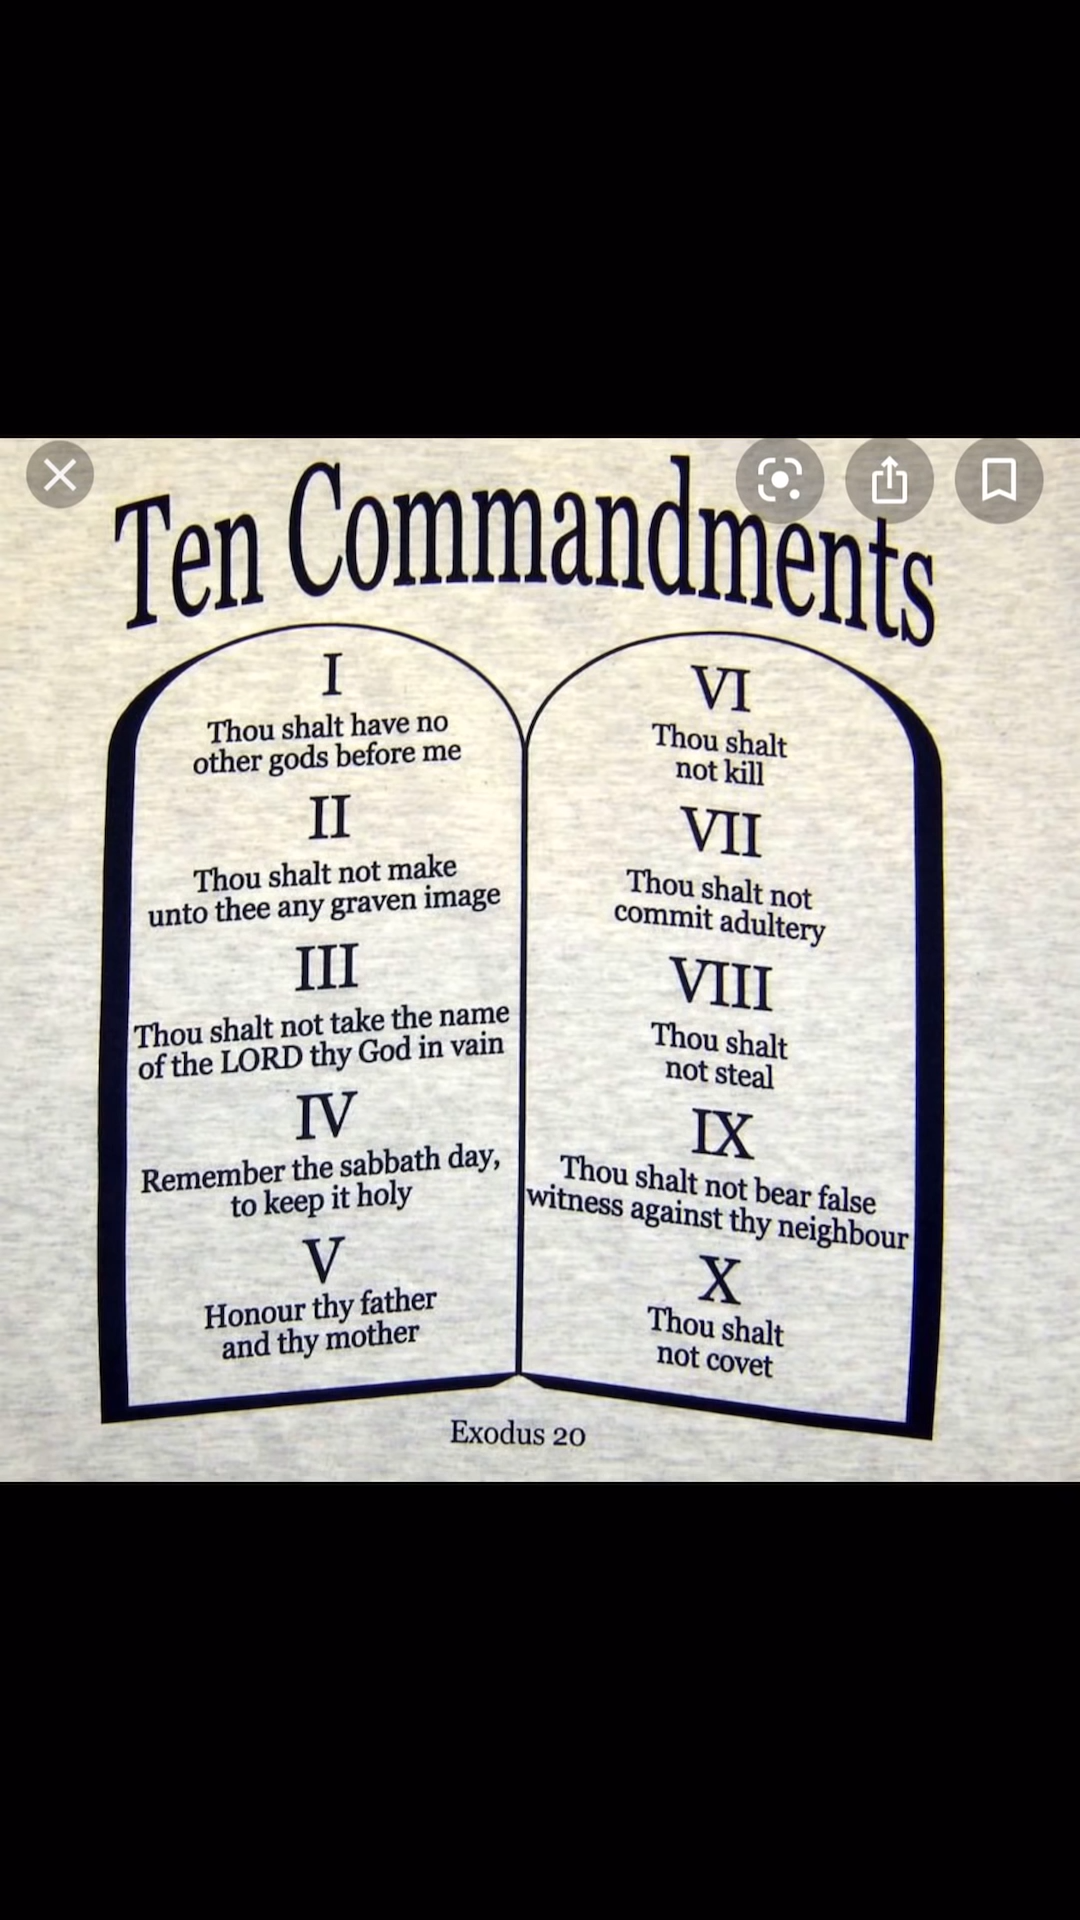 Ten Commandments
I
Thou shalt have no
other gods before me
II
Thou shalt not make
unto thee any graven image
III
Thou shalt not take the name
of the LORD thy God in vain
IV
Remember the sabbath day,
to keep it holy
V
Honour thy father
and thy mother
VI
Thou shalt
not kill
VII
Thou shalt not
commit adultery
VIII
Thou shalt
not steal
IX
Thou shalt not bear false
witness against thy neighbour
X
Thou shalt
not covet
Exodus 20